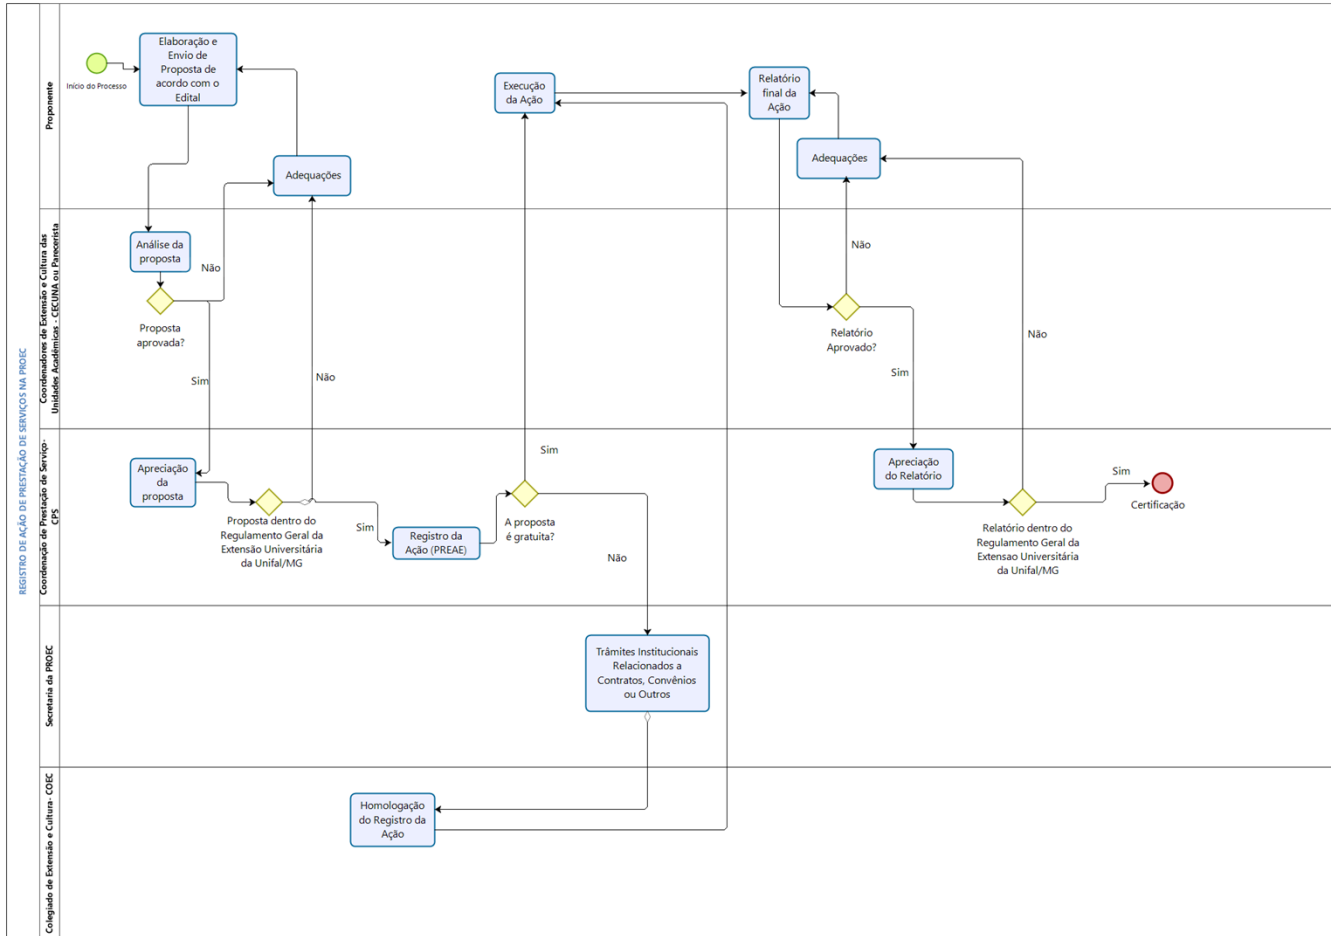 REGISTRO DE AÇÃO DE PRESTAÇÃO DE SERVIÇOS NA PROEC
Proponente
Início do Processo
Elaboração e
Envio de
Proposta de
acordo com o
Edital
Adequações
Execução
da Ação
Relatório
final da
Ação
Adequações
Coordenadores de Extensão e Cultura das
Unidades Acadêmicas - CECUNA ou Parecerista
Análise da
proposta
Não
Proposta
aprovada?
Sim
Não
Não
Relatório
Aprovado?
Sim
Não
Coordenação de Prestação de Serviço-
CPS
Apreciação
da
proposta
Proposta dentro do
Regulamento Geral da
Extensão Universitária
da Unifal/MG
Sim
Registro da
Ação (PREAE)
Sim
A proposta
é gratuita?
Não
Apreciação
do Relatório
Relatório dentro do
Regulamento Geral da
Extensao Universitária
da Unifal/MG
Sim
Certificação
Secretaria da PROEC
Trâmites Institucionais
Relacionados a
Contratos, Convênios
ou Outros
Colegiado de Extensão e Cultura- COEC
Homologação
do Registro da
Ação